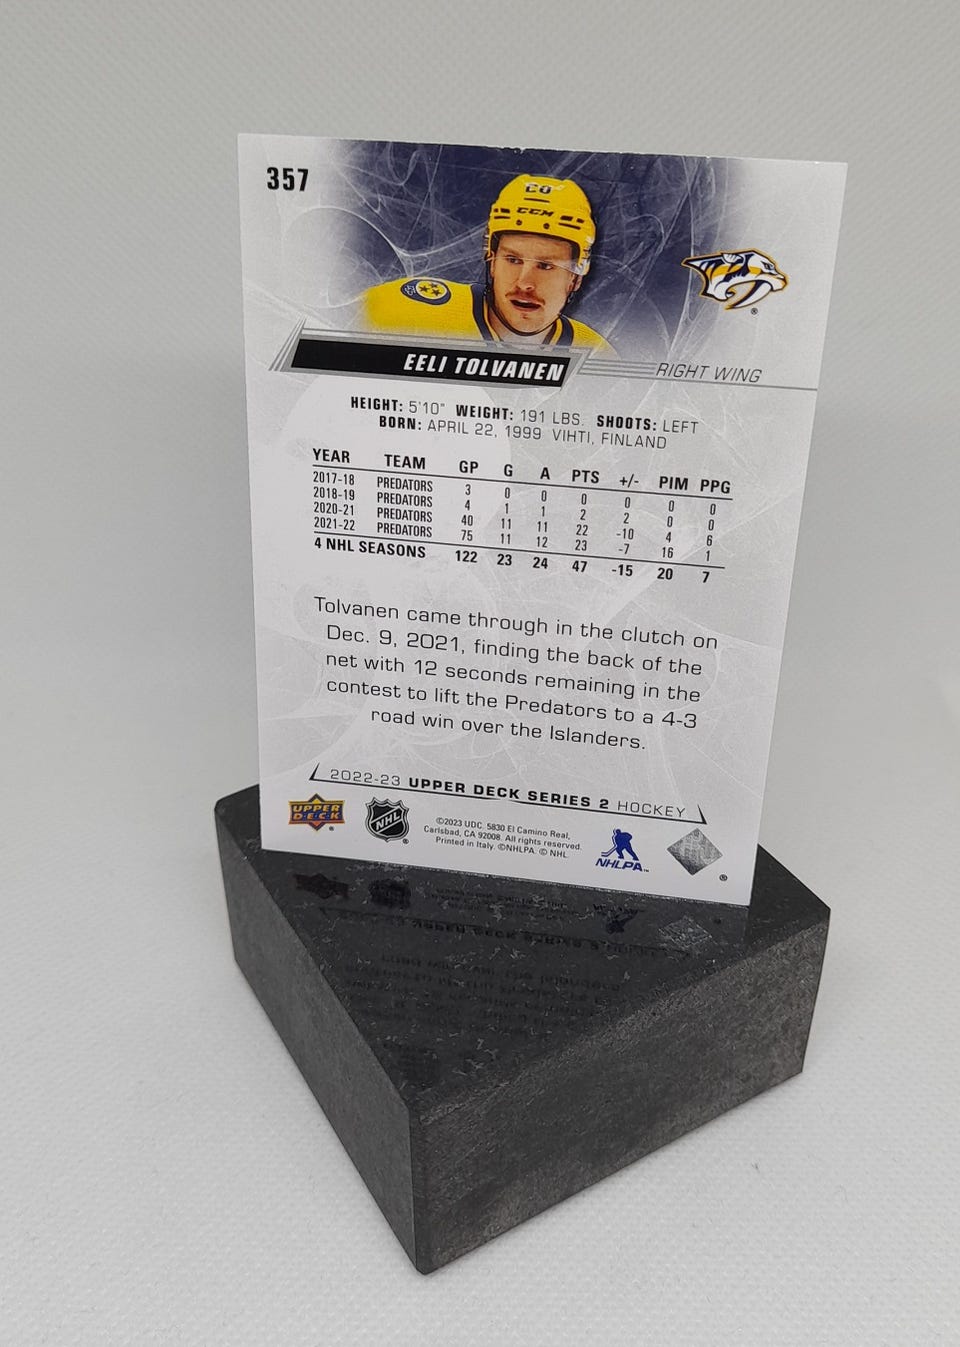 357
20
CCM
EELI TOLVANEN
RIGHT WING
HEIGHT: 5'10" WEIGHT: 191 LBS. SHOOTS: LEFT
BORN: APRIL 22, 1999 VIHTI, FINLAND
YEAR TEAM GP G A PTS +/- PIM PPG
2017-18 PREDATORS 3 0 0 0 0 0 0
2018-19 PREDATORS 4 1 1 2 2 0 0
2020-21 PREDATORS 40 11 11 22 -10 4 6
2021-22 PREDATORS 75 11 12 23 -7 16 1
4 NHL SEASONS 122 23 24 47 -15 20 7
Tolvanen came through in the clutch on
Dec. 9, 2021, finding the back of the
net with 12 seconds remaining in the
contest to lift the Predators to a 4-3
road win over the Islanders.
2022-23 UPPER DECK SERIES 2 HOCKEY
UPPER
DECK
®
NHL
®
©2023 UDC. 5830 El Camino Real,
Carlsbad, CA 92008. All rights reserved.
Printed in Italy. ©NHLPA. © NHL.
NHLPA™
®